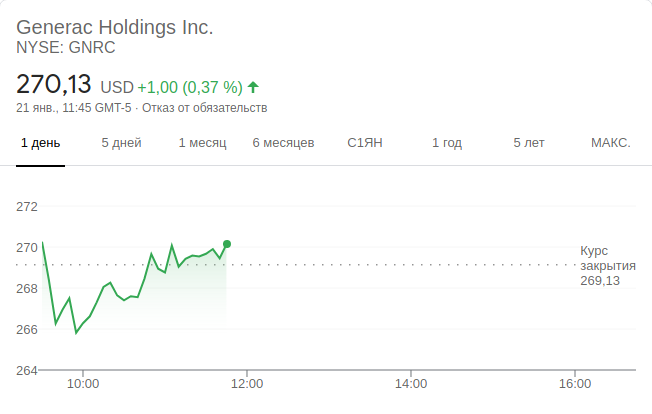 Generac Holdings Inc.
NYSE: GNRC
270,13 USD +1,00 (0,37 %)
21 янв., 11:45 GMT-5 · Отказ от обязательств
1 день 5 дней 1 месяц 6 месяцев С1ЯН 1 год 5 лет МАКС.
272
270
268
266
264
Курс
закрытия
269,13
10:00 12:00 14:00 16:00